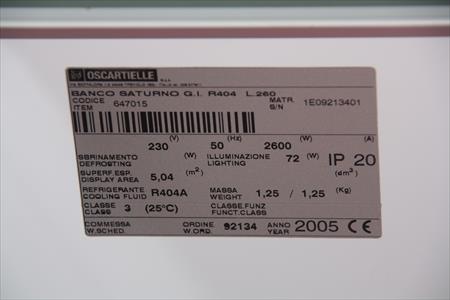 OSCARTIELLE S.p.A.
BANCO SATURNO G.I. R404 L.260
CODICE MATR.
ITEM 647015 S/N 1E09213401
(V) (Hz) (W) (A)
230 50 2600
SBRINAMENTO (W) ILLUMINAZIONE (W) IP 20
DEFROSTING LIGHTING 72
SUPERF.ESP. (m²) (dm³)
DISPLAY AREA 5,04
REFRIGERANTE R404A MASSA 1,25 / 1,25 (Kg)
COOLING FLUID WEIGHT
CLASSE 3 (25°C) CLASSE.FUNZ
CLASS FUNCT.CLASS
COMMESSA ORDINE 92134 ANNO 2005 CE
W.SCHED. W.ORD. YEAR